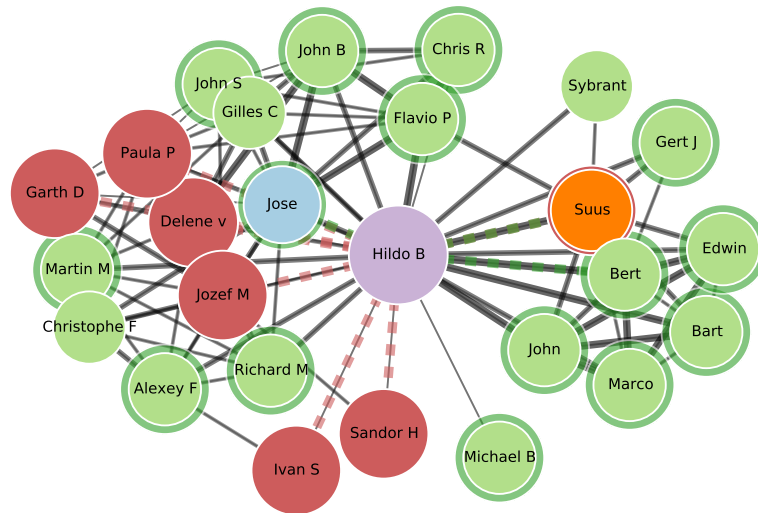 John B
Chris R
John S
Sybrant
Gilles C
Flavio P
Gert J
Paula P
Garth D
Jose
Suus
Delene v
Edwin
Hildo B
Martin M
Bert
Jozef M
Christophe F
Bart
John
Richard M
Marco
Alexey F
Sandor H
Michael B
Ivan S